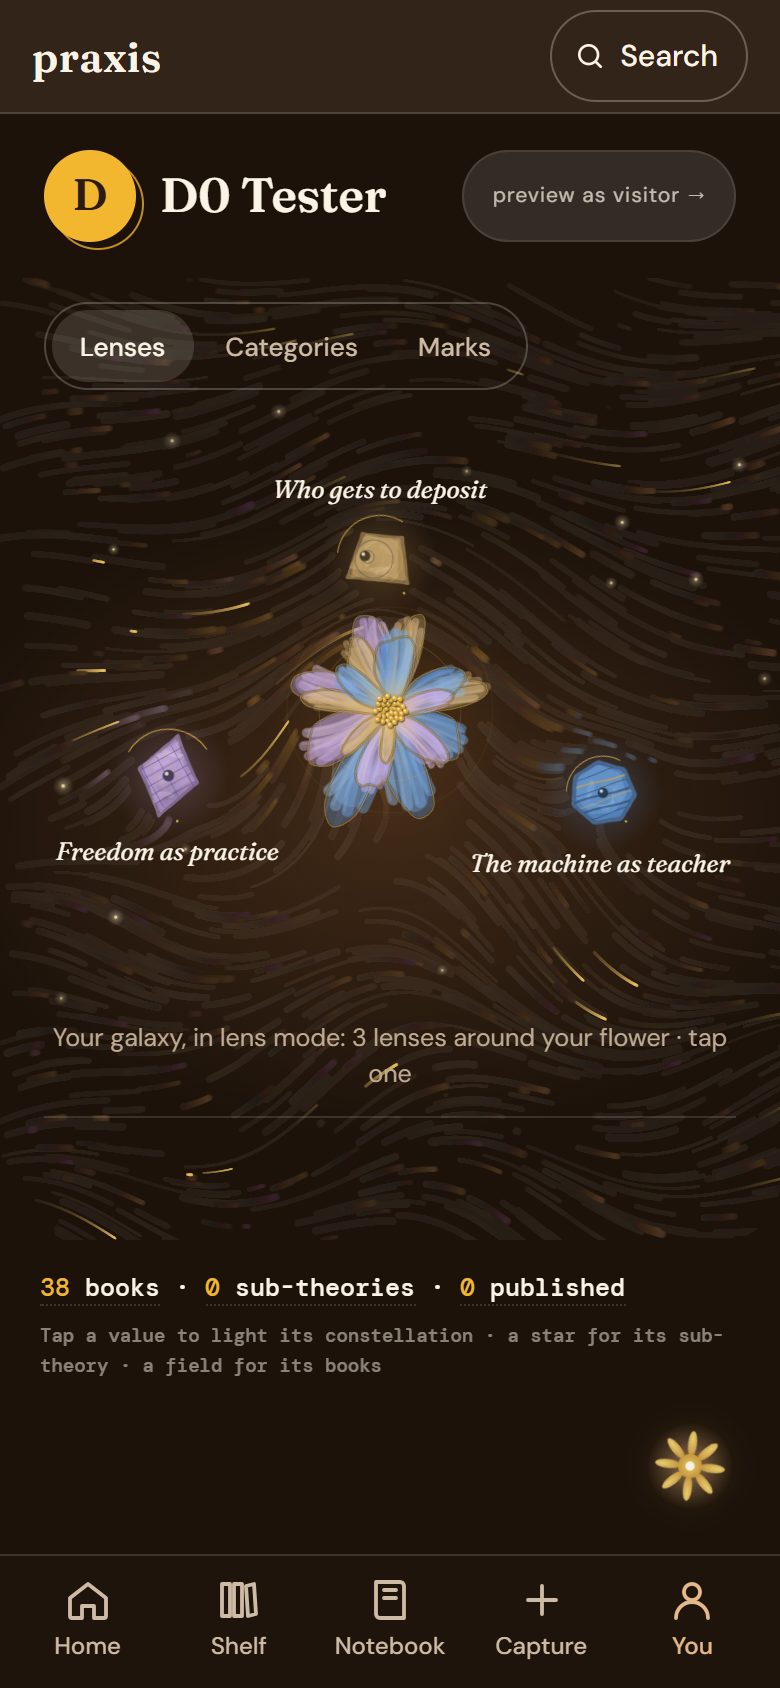 praxis
Search
D
D0 Tester
preview as visitor →
Lenses
Categories
Marks
Who gets to deposit
Freedom as practice
The machine as teacher
Your galaxy, in lens mode: 3 lenses around your flower · tap
one
38 books · 0 sub-theories · 0 published
Tap a value to light its constellation · a star for its sub-
theory · a field for its books
Home
Shelf
Notebook
Capture
You